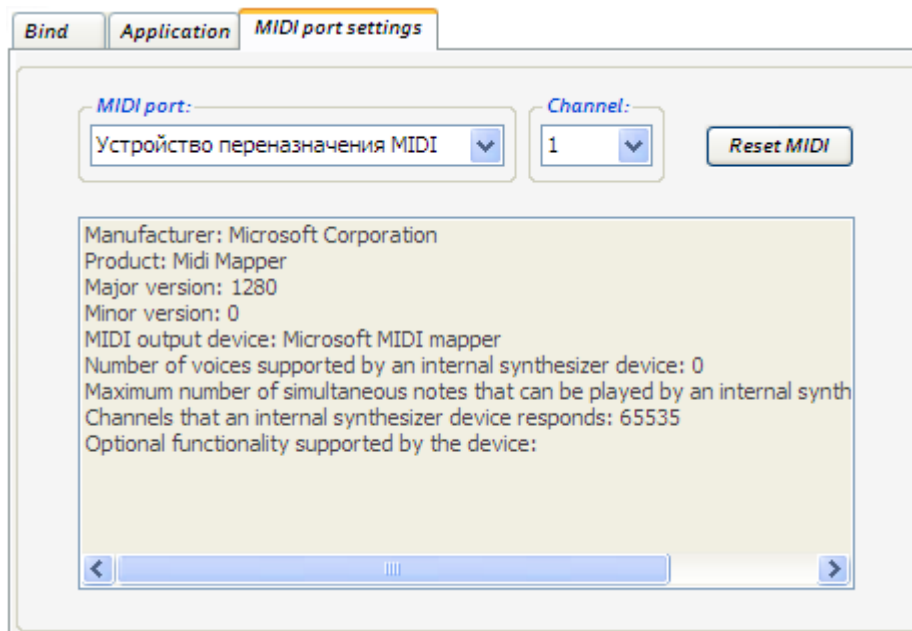 Bind
Application
MIDI port settings
MIDI port:
Channel:
Устройство переназначения MIDI
1
Reset MIDI
Manufacturer: Microsoft Corporation
Product: Midi Mapper
Major version: 1280
Minor version: 0
MIDI output device: Microsoft MIDI mapper
Number of voices supported by an internal synthesizer device: 0
Maximum number of simultaneous notes that can be played by an internal synth
Channels that an internal synthesizer device responds: 65535
Optional functionality supported by the device: